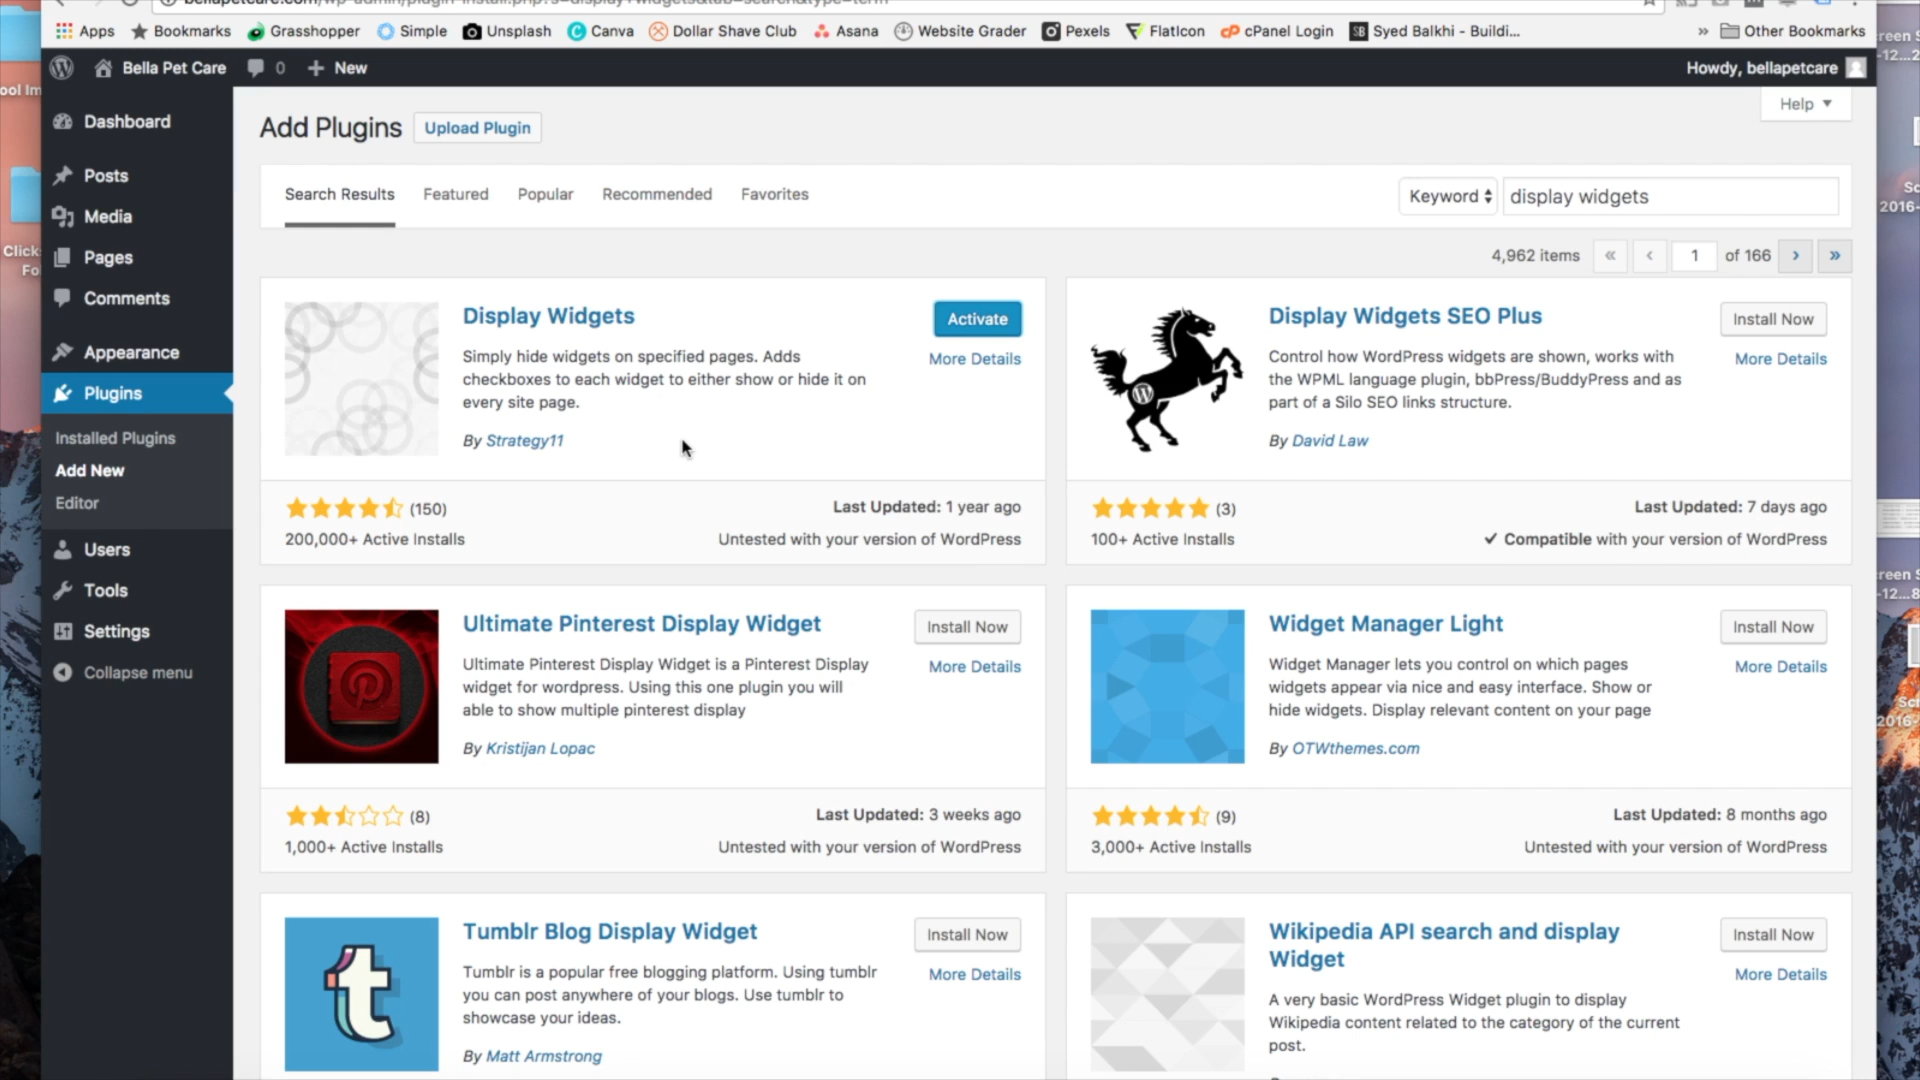 Apps
Bookmarks
Grasshopper
Simple
Unsplash
Canva
Dollar Shave Club
Asana
Website Grader
Pexels
FlatIcon
cPanel Login
Syed Balkhi - Buildi...
»
Other Bookmarks
Bella Pet Care
0
+ New
Howdy, bellapetcare
Help
Dashboard
Posts
Media
Pages
Comments
Appearance
Plugins
Installed Plugins
Add New
Editor
Users
Tools
Settings
Collapse menu
Add Plugins
Upload Plugin
Search Results
Featured
Popular
Recommended
Favorites
Keyword
display widgets
4,962 items
«
‹
1
of 166
›
»
Display Widgets
Activate
More Details
Simply hide widgets on specified pages. Adds
checkboxes to each widget to either show or hide it on
every site page.
By Strategy11
(150)
Last Updated: 1 year ago
200,000+ Active Installs
Untested with your version of WordPress
Display Widgets SEO Plus
Install Now
More Details
Control how WordPress widgets are shown, works with
the WPML language plugin, bbPress/BuddyPress and as
part of a Silo SEO links structure.
By David Law
(3)
Last Updated: 7 days ago
100+ Active Installs
✓ Compatible with your version of WordPress
Ultimate Pinterest Display Widget
Install Now
More Details
Ultimate Pinterest Display Widget is a Pinterest Display
widget for wordpress. Using this one plugin you will
able to show multiple pinterest display
By Kristijan Lopac
(8)
Last Updated: 3 weeks ago
1,000+ Active Installs
Untested with your version of WordPress
Widget Manager Light
Install Now
More Details
Widget Manager lets you control on which pages
widgets appear via nice and easy interface. Show or
hide widgets. Display relevant content on your page
By OTWthemes.com
(9)
Last Updated: 8 months ago
3,000+ Active Installs
Untested with your version of WordPress
Tumblr Blog Display Widget
Install Now
More Details
Tumblr is a popular free blogging platform. Using tumblr
you can post anywhere of your blogs. Use tumblr to
showcase your ideas.
By Matt Armstrong
Wikipedia API search and display
Widget
Install Now
More Details
A very basic WordPress Widget plugin to display
Wikipedia content related to the category of the current
post.